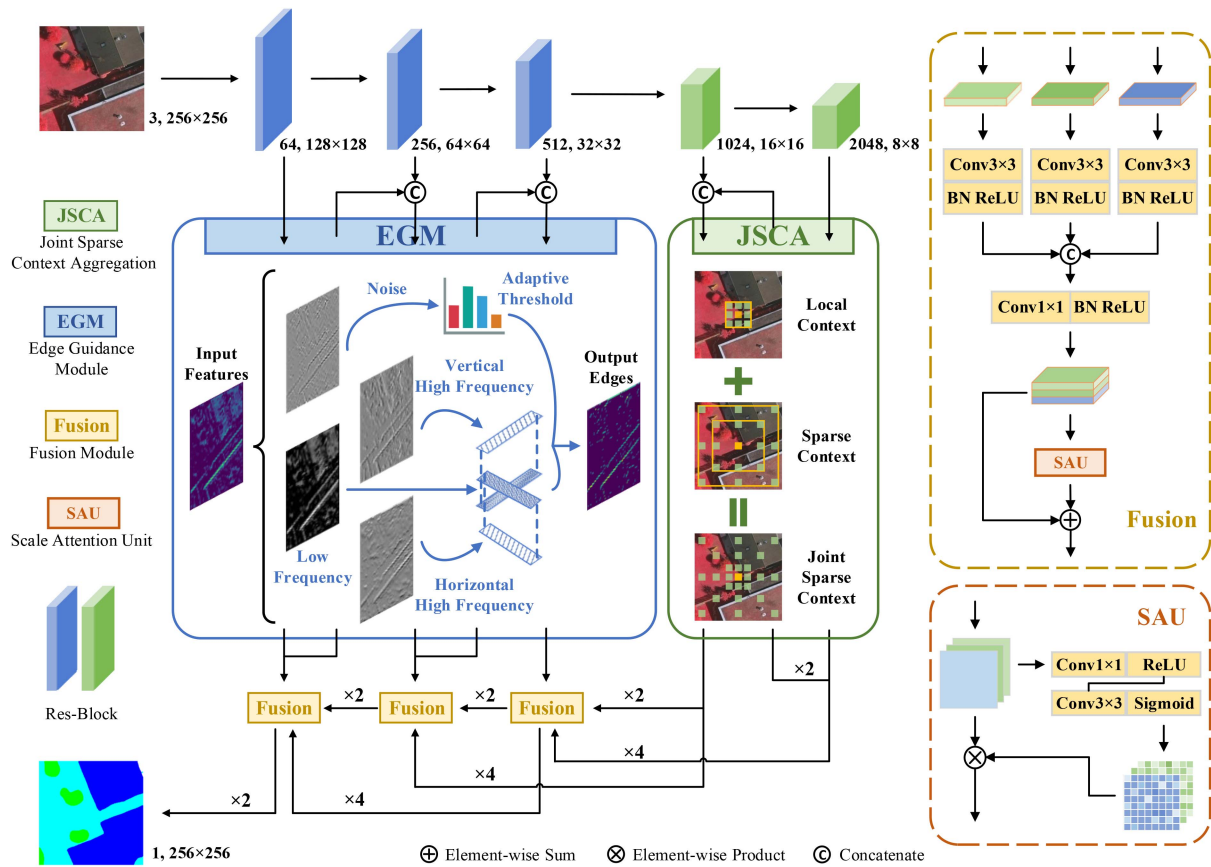 3, 256×256
64, 128×128
256, 64×64
512, 32×32
1024, 16×16
2048, 8×8
C
C
C
JSCA
Joint Sparse
Context Aggregation
EGM
Edge Guidance
Module
Fusion
Fusion Module
SAU
Scale Attention Unit
Res-Block
EGM
Input
Features
Noise
Adaptive
Threshold
Vertical
High Frequency
Output
Edges
Low
Frequency
Horizontal
High Frequency
JSCA
Local
Context
Sparse
Context
Joint
Sparse
Context
×2
Fusion
×2
Fusion
×2
Fusion
×2
×4
×4
×4
×2
1, 256×256
Conv3×3
Conv3×3
Conv3×3
BN ReLU
BN ReLU
BN ReLU
C
Conv1×1
BN ReLU
SAU
Fusion
SAU
Conv1×1
ReLU
Conv3×3
Sigmoid
Element-wise Sum
Element-wise Product
C Concatenate